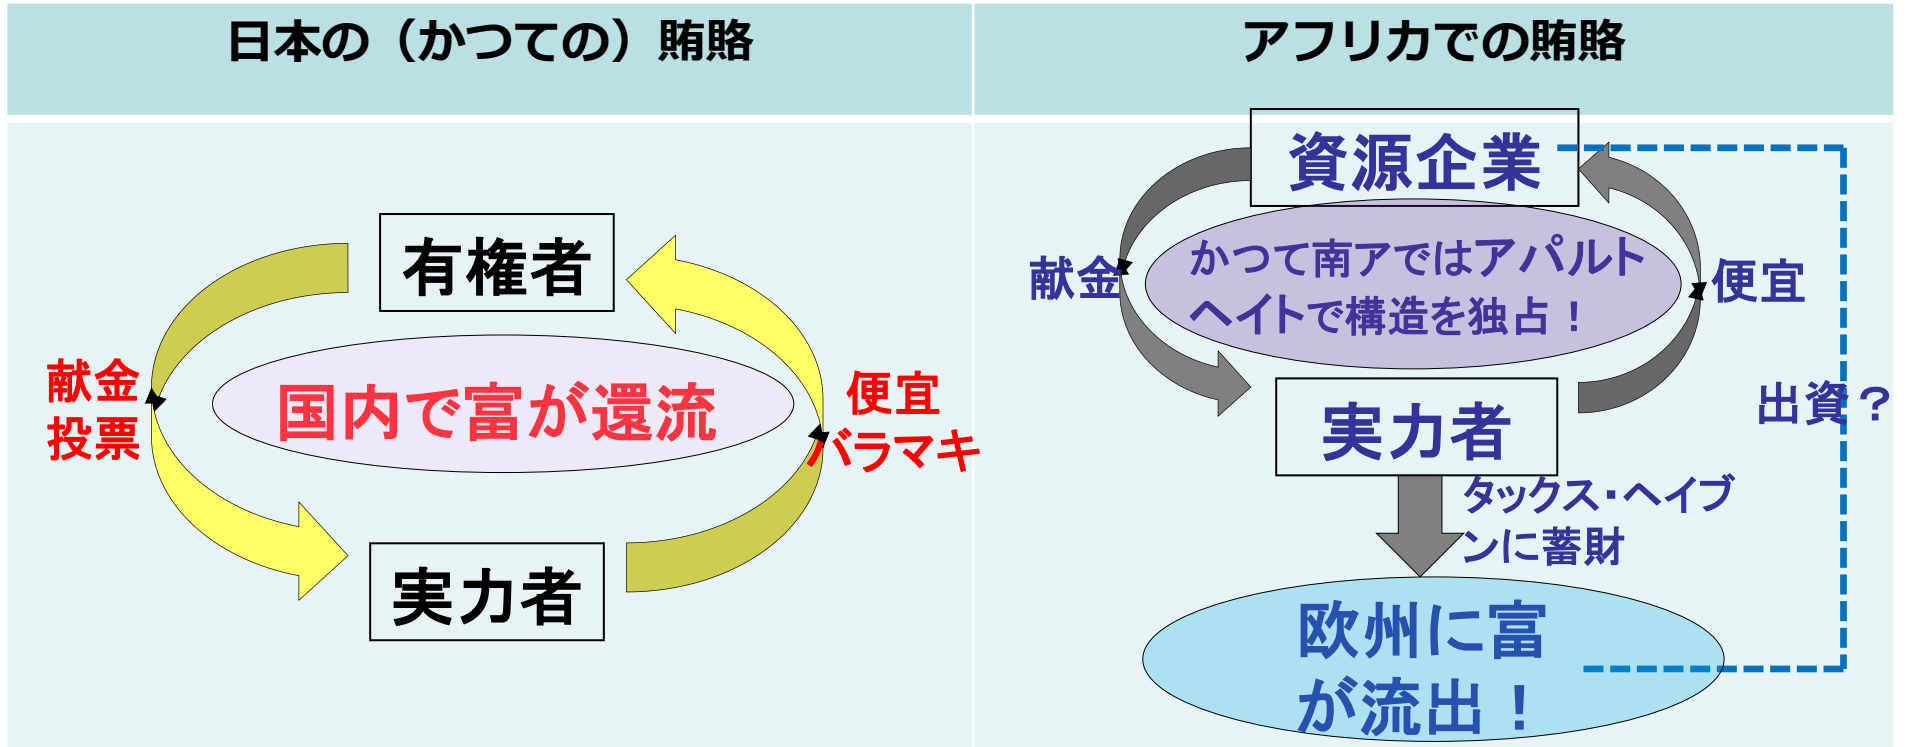 日本の（かつての）賄賂
有権者
献金
投票
国内で富が還流
便宜
バラマキ
実力者
アフリカでの賄賂
資源企業
献金
かつて南アではアパルト
ヘイトで構造を独占！
便宜
実力者
出資？
タックス・ヘイブ
ンに蓄財
欧州に富
が流出！